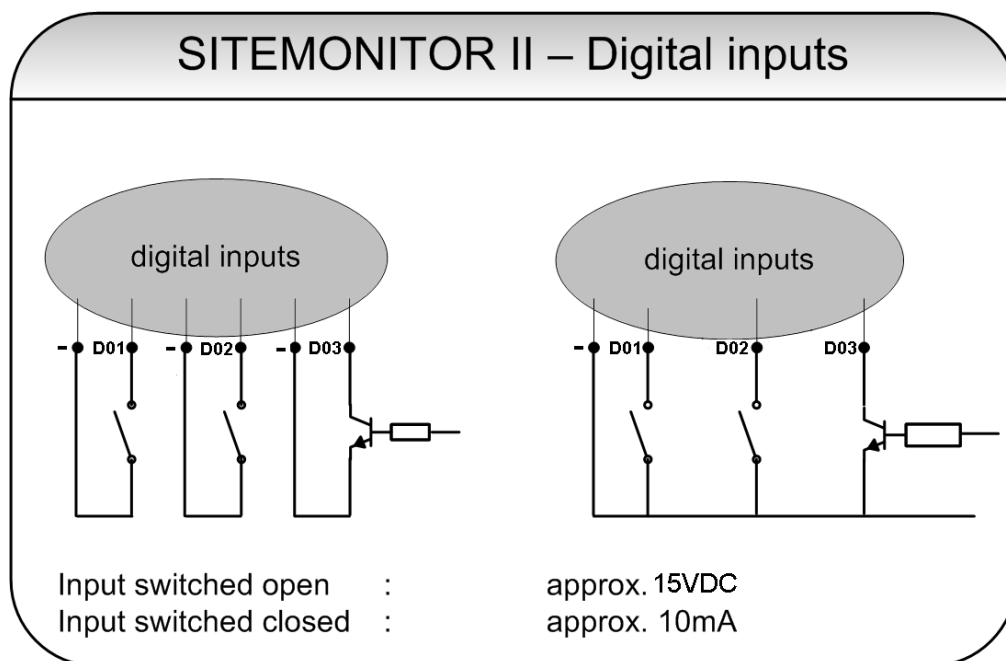 SITEMONITOR II – Digital inputs
digital inputs
- D01 - D02 - D03
digital inputs
- D01 D02 D03
Input switched open : approx. 15VDC
Input switched closed : approx. 10mA